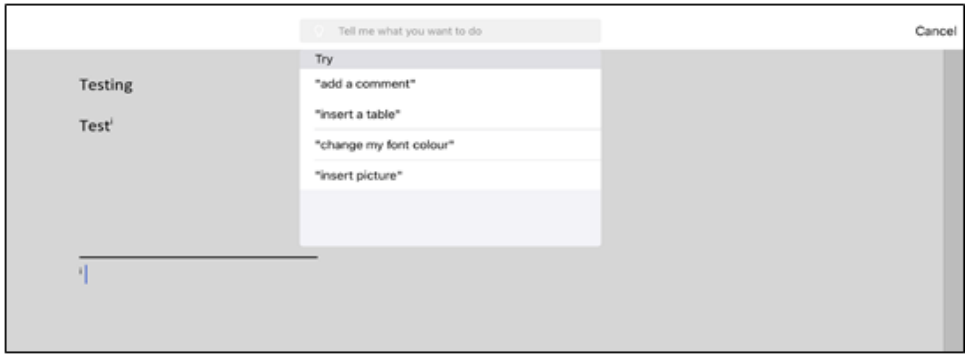 Tell me what you want to do
Cancel
Try
Testing
"add a comment"
"insert a table"
Testⁱ
"change my font colour"
"insert picture"
ⁱ